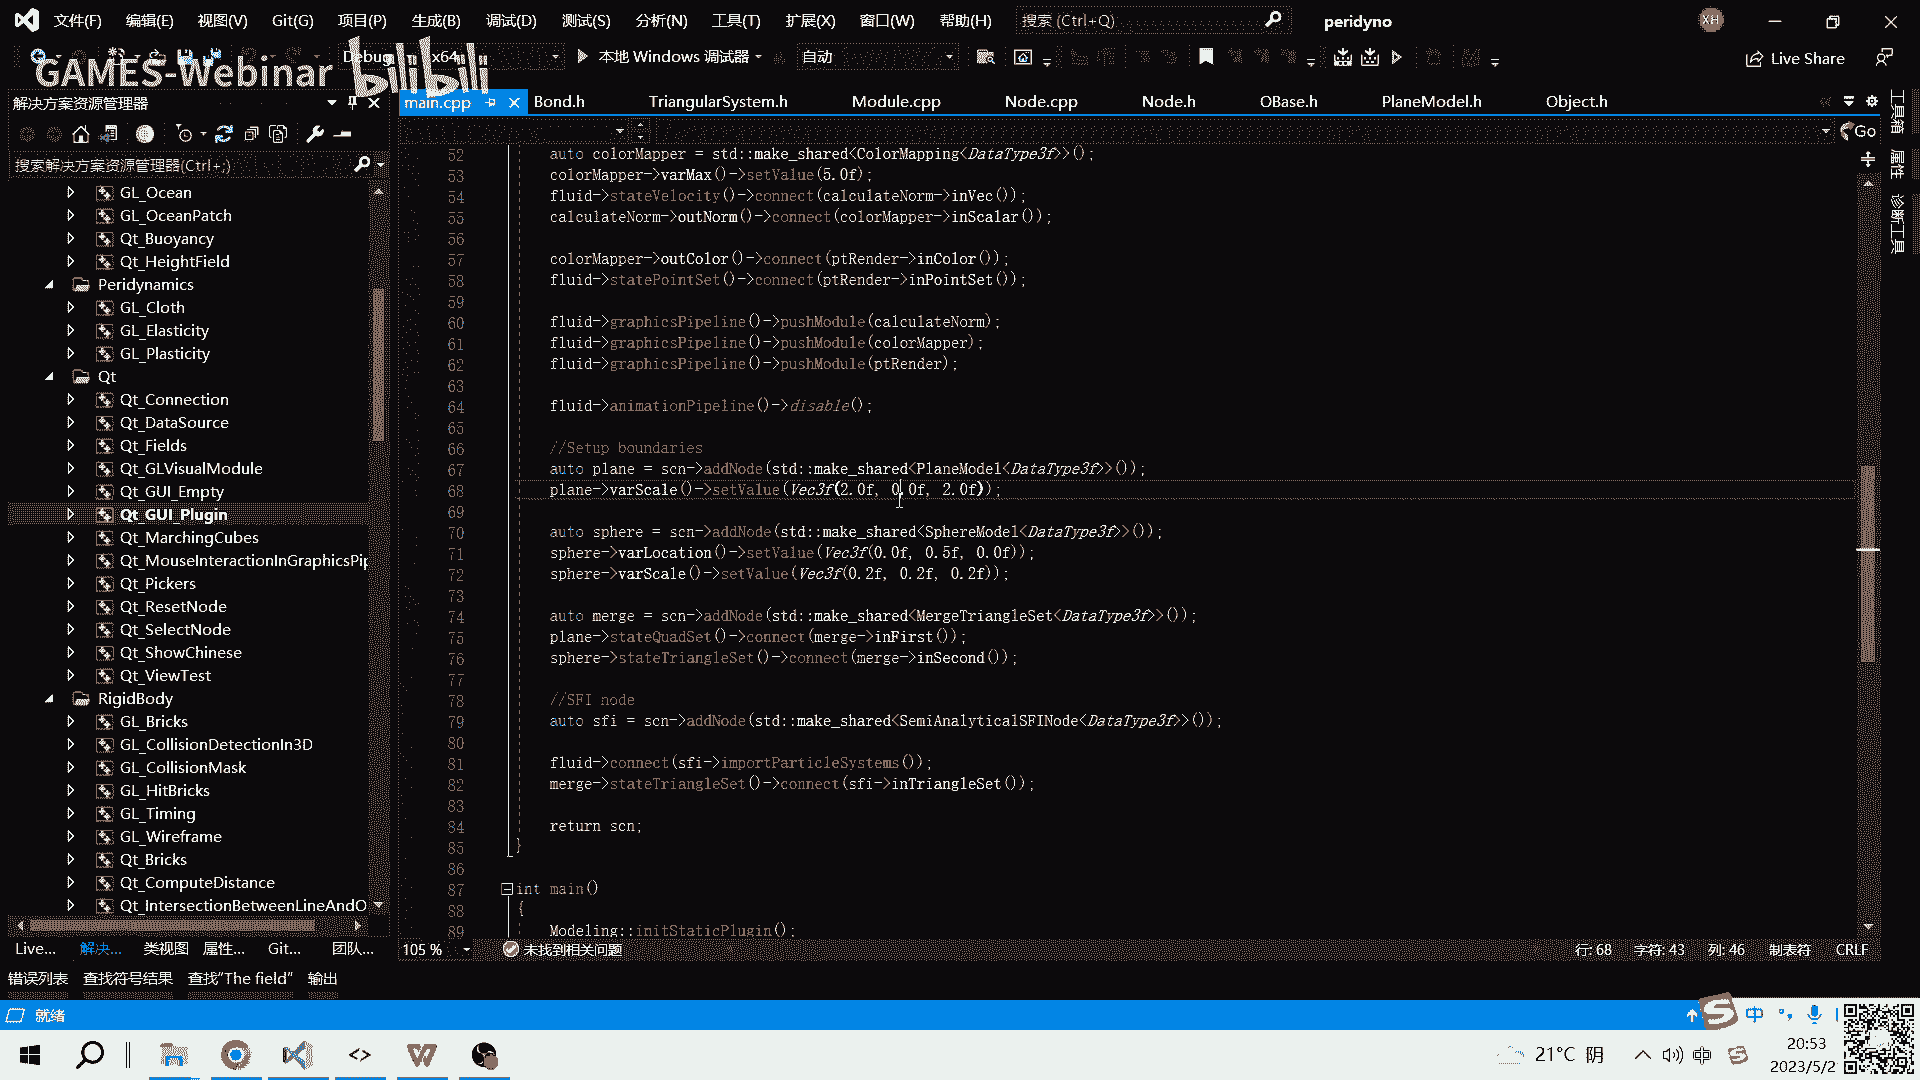 文件(F) 编辑(E) 视图(V) Git(G) 项目(P) 生成(B) 调试(D) 测试(S) 分析(N) 工具(T) 扩展(X) 窗口(W) 帮助(H) 搜索 (Ctrl+Q) peridyno XH
Debug x64 本地 Windows 调试器 自动 Live Share
GAMES-Webinar bilibili
解决方案资源管理器
main.cpp Bond.h TriangularSystem.h Module.cpp Node.cpp Node.h OBase.h PlaneModel.h Object.h
Go
搜索解决方案资源管理器(Ctrl+;)
工具箱
属性
诊断工具
GL_Ocean
GL_OceanPatch
Qt_Buoyancy
Qt_HeightField
Peridynamics
GL_Cloth
GL_Elasticity
GL_Plasticity
Qt
Qt_Connection
Qt_DataSource
Qt_Fields
Qt_GLVisualModule
Qt_GUI_Empty
Qt_GUI_Plugin
Qt_MarchingCubes
Qt_MouseInteractionInGraphicsPip
Qt_Pickers
Qt_ResetNode
Qt_SelectNode
Qt_ShowChinese
Qt_ViewTest
RigidBody
GL_Bricks
GL_CollisionDetectionIn3D
GL_CollisionMask
GL_HitBricks
GL_Timing
GL_Wireframe
Qt_Bricks
Qt_ComputeDistance
Qt_IntersectionBetweenLineAndO
52 auto colorMapper = std::make_shared<ColorMapping<DataType3f>>();
53 colorMapper->varMax()->setValue(5.0f);
54 fluid->stateVelocity()->connect(calculateNorm->inVec());
55 calculateNorm->outNorm()->connect(colorMapper->inScalar());
56
57 colorMapper->outColor()->connect(ptRender->inColor());
58 fluid->statePointSet()->connect(ptRender->inPointSet());
59
60 fluid->graphicsPipeline()->pushModule(calculateNorm);
61 fluid->graphicsPipeline()->pushModule(colorMapper);
62 fluid->graphicsPipeline()->pushModule(ptRender);
63
64 fluid->animationPipeline()->disable();
65
66 //Setup boundaries
67 auto plane = scn->addNode(std::make_shared<PlaneModel<DataType3f>>());
68 plane->varScale()->setValue(Vec3f(2.0f, 0.0f, 2.0f));
69
70 auto sphere = scn->addNode(std::make_shared<SphereModel<DataType3f>>());
71 sphere->varLocation()->setValue(Vec3f(0.0f, 0.5f, 0.0f));
72 sphere->varScale()->setValue(Vec3f(0.2f, 0.2f, 0.2f));
73
74 auto merge = scn->addNode(std::make_shared<MergeTriangleSet<DataType3f>>());
75 plane->stateQuadSet()->connect(merge->inFirst());
76 sphere->stateTriangleSet()->connect(merge->inSecond());
77
78 //SFI node
79 auto sfi = scn->addNode(std::make_shared<SemiAnalyticalSFINode<DataType3f>>());
80
81 fluid->connect(sfi->importParticleSystems());
82 merge->stateTriangleSet()->connect(sfi->inTriangleSet());
83
84 return scn;
85 }
86
87 int main()
88 {
89 Modeling::initStaticPlugin();
Live... 解决... 类视图 属性... Git... 团队...
105 % 未找到相关问题 行: 68 字符: 43 列: 46 制表符 CRLF
错误列表 查找符号结果 查找"The field" 输出
就绪
中
21°C 阴 中
20:53
2023/5/2